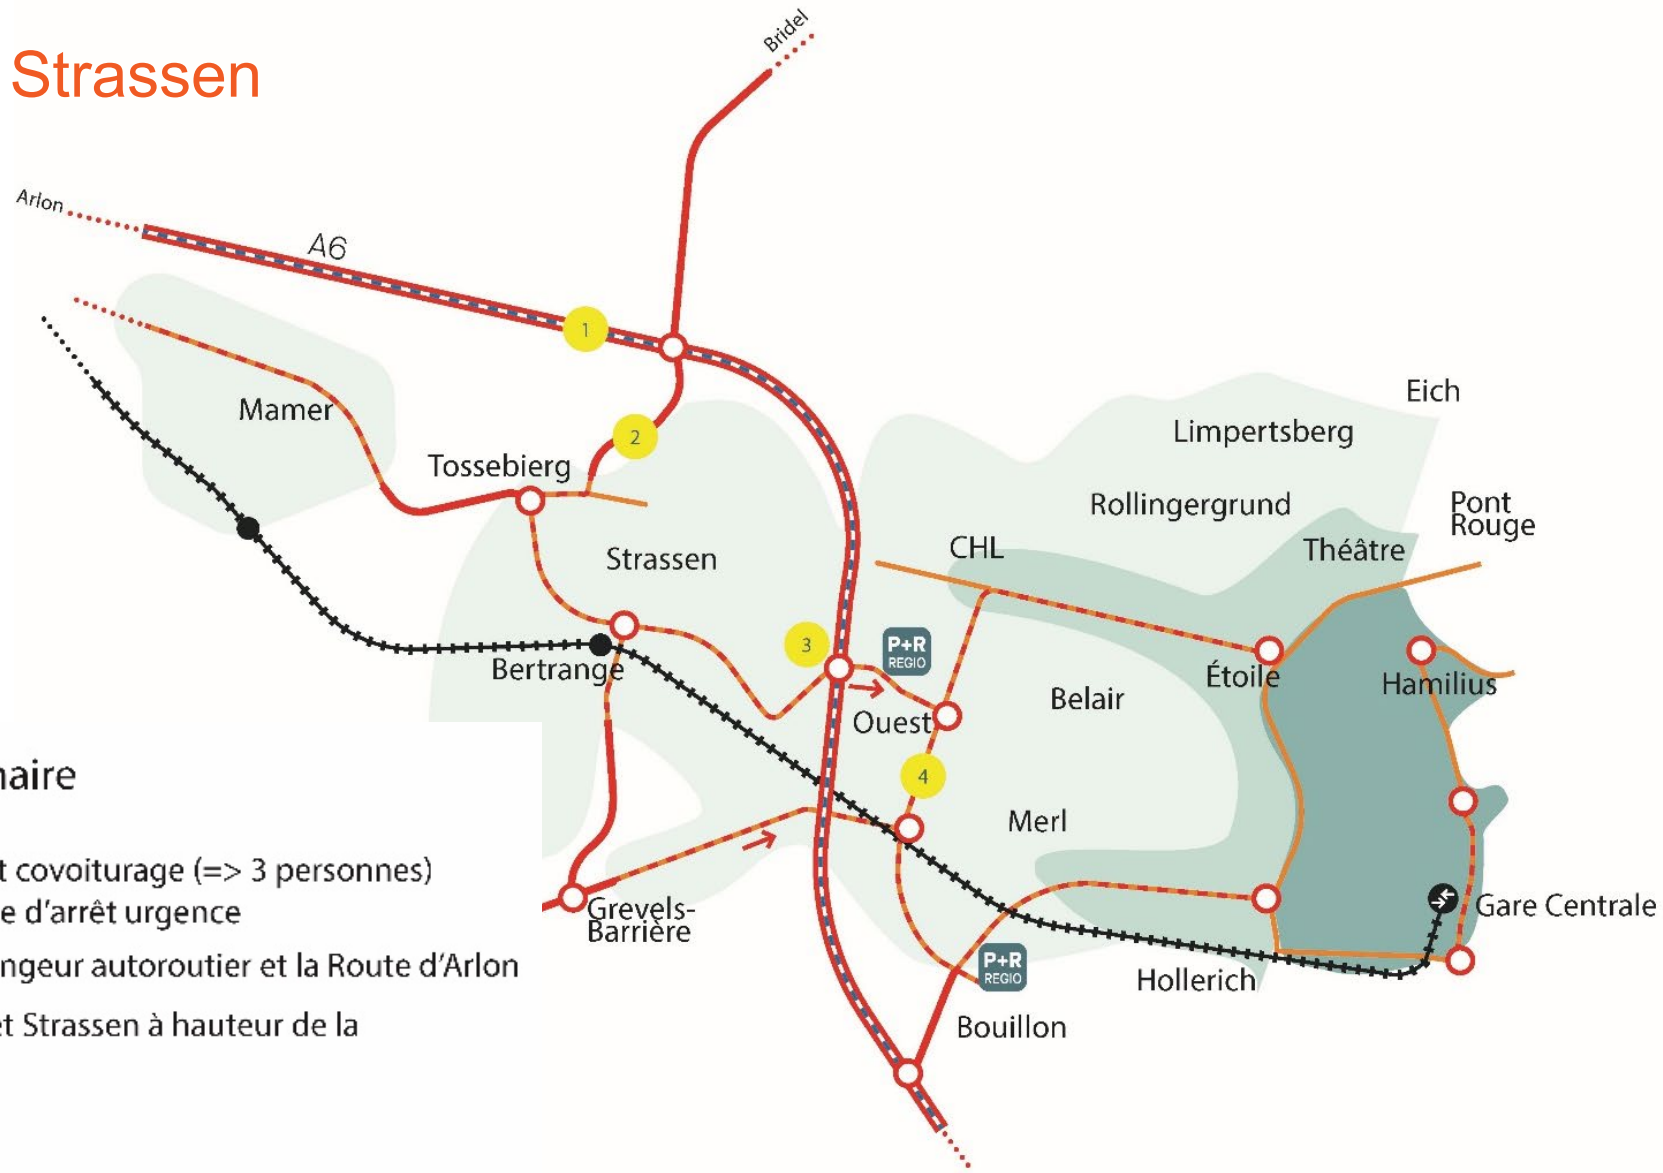 Strassen
Bridel
Arlon
A6
1
Mamer
2
Eich
Limpertsberg
Tossebierg
Rollingergrund
Pont
Rouge
CHL
Théâtre
Strassen
3
P+R
REGIO
Bertrange
Étoile
Hamilius
Belair
Ouest
4
Merl
naire
t covoiturage (=> 3 personnes)
e d'arrêt urgence
Grevels-
Barrière
Gare Centrale
ngeur autoroutier et la Route d'Arlon
P+R
REGIO
Hollerich
et Strassen à hauteur de la
Bouillon